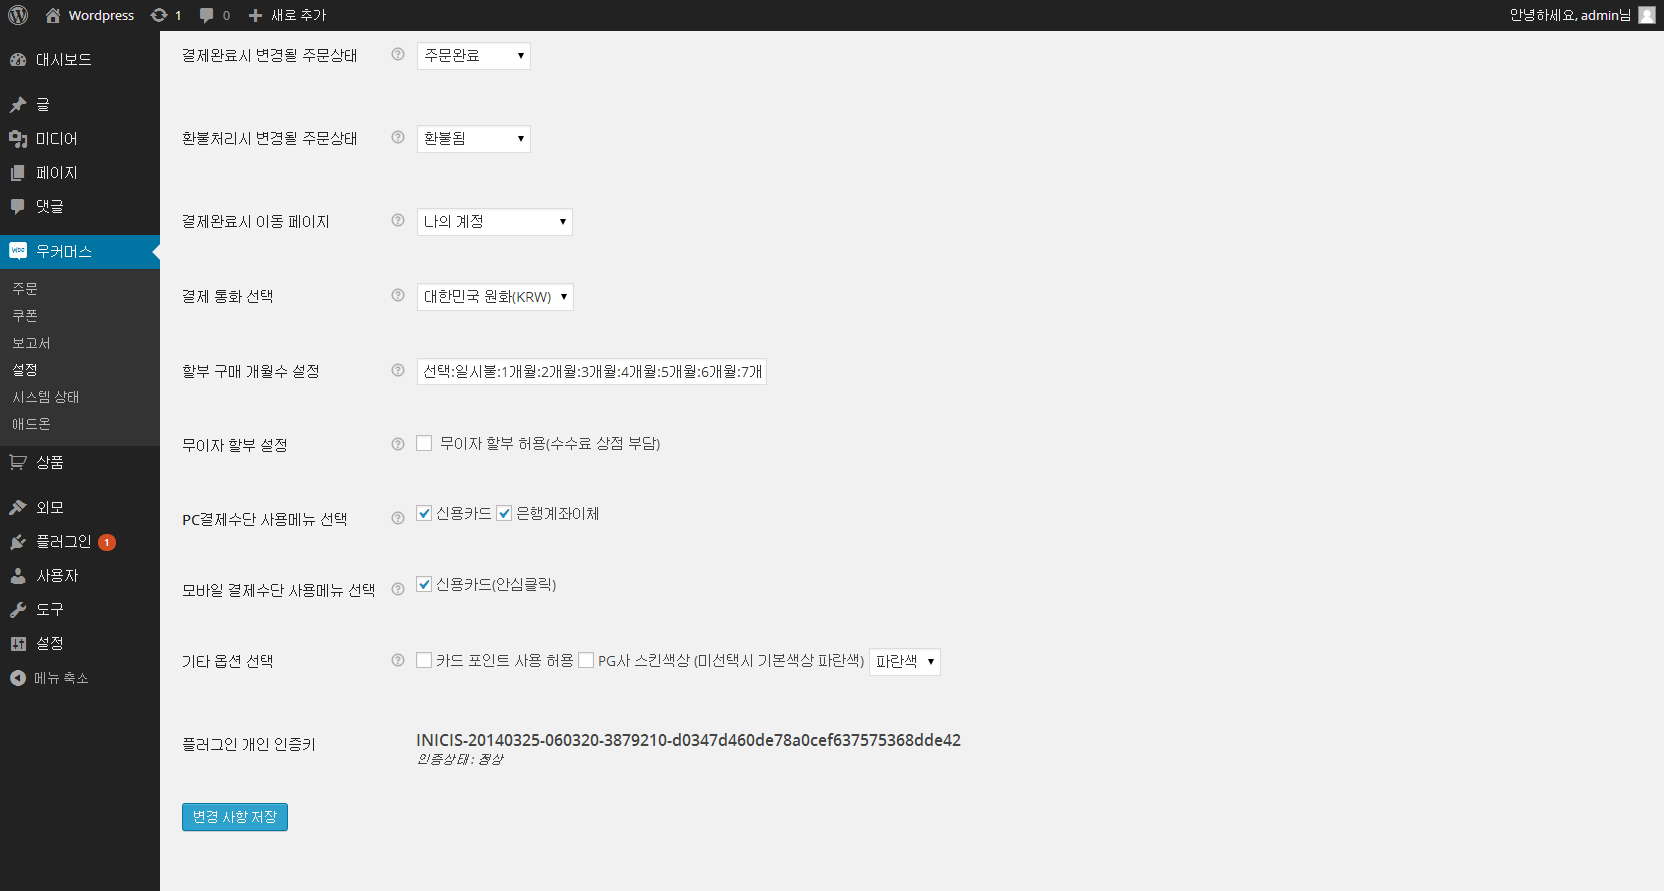 Wordpress 1 0 새로 추가 안녕하세요, admin님
대시보드
글
미디어
페이지
댓글
우커머스
주문
쿠폰
보고서
설정
시스템 상태
애드온
상품
외모
플러그인 1
사용자
도구
설정
메뉴 축소
결제완료시 변경될 주문상태 주문완료
환불처리시 변경될 주문상태 환불됨
결제완료시 이동 페이지 나의 계정
결제 통화 선택 대한민국 원화(KRW)
할부 구매 개월수 설정 선택:일시불:1개월:2개월:3개월:4개월:5개월:6개월:7개
무이자 할부 설정 무이자 할부 허용(수수료 상점 부담)
PC결제수단 사용메뉴 선택 신용카드 은행계좌이체
모바일 결제수단 사용메뉴 선택 신용카드(안심클릭)
기타 옵션 선택 카드 포인트 사용 허용 PG사 스킨색상 (미선택시 기본색상 파란색) 파란색
플러그인 개인 인증키 INICIS-20140325-060320-3879210-d0347d460de78a0cef637575368dde42
인증상태 : 정상
변경 사항 저장